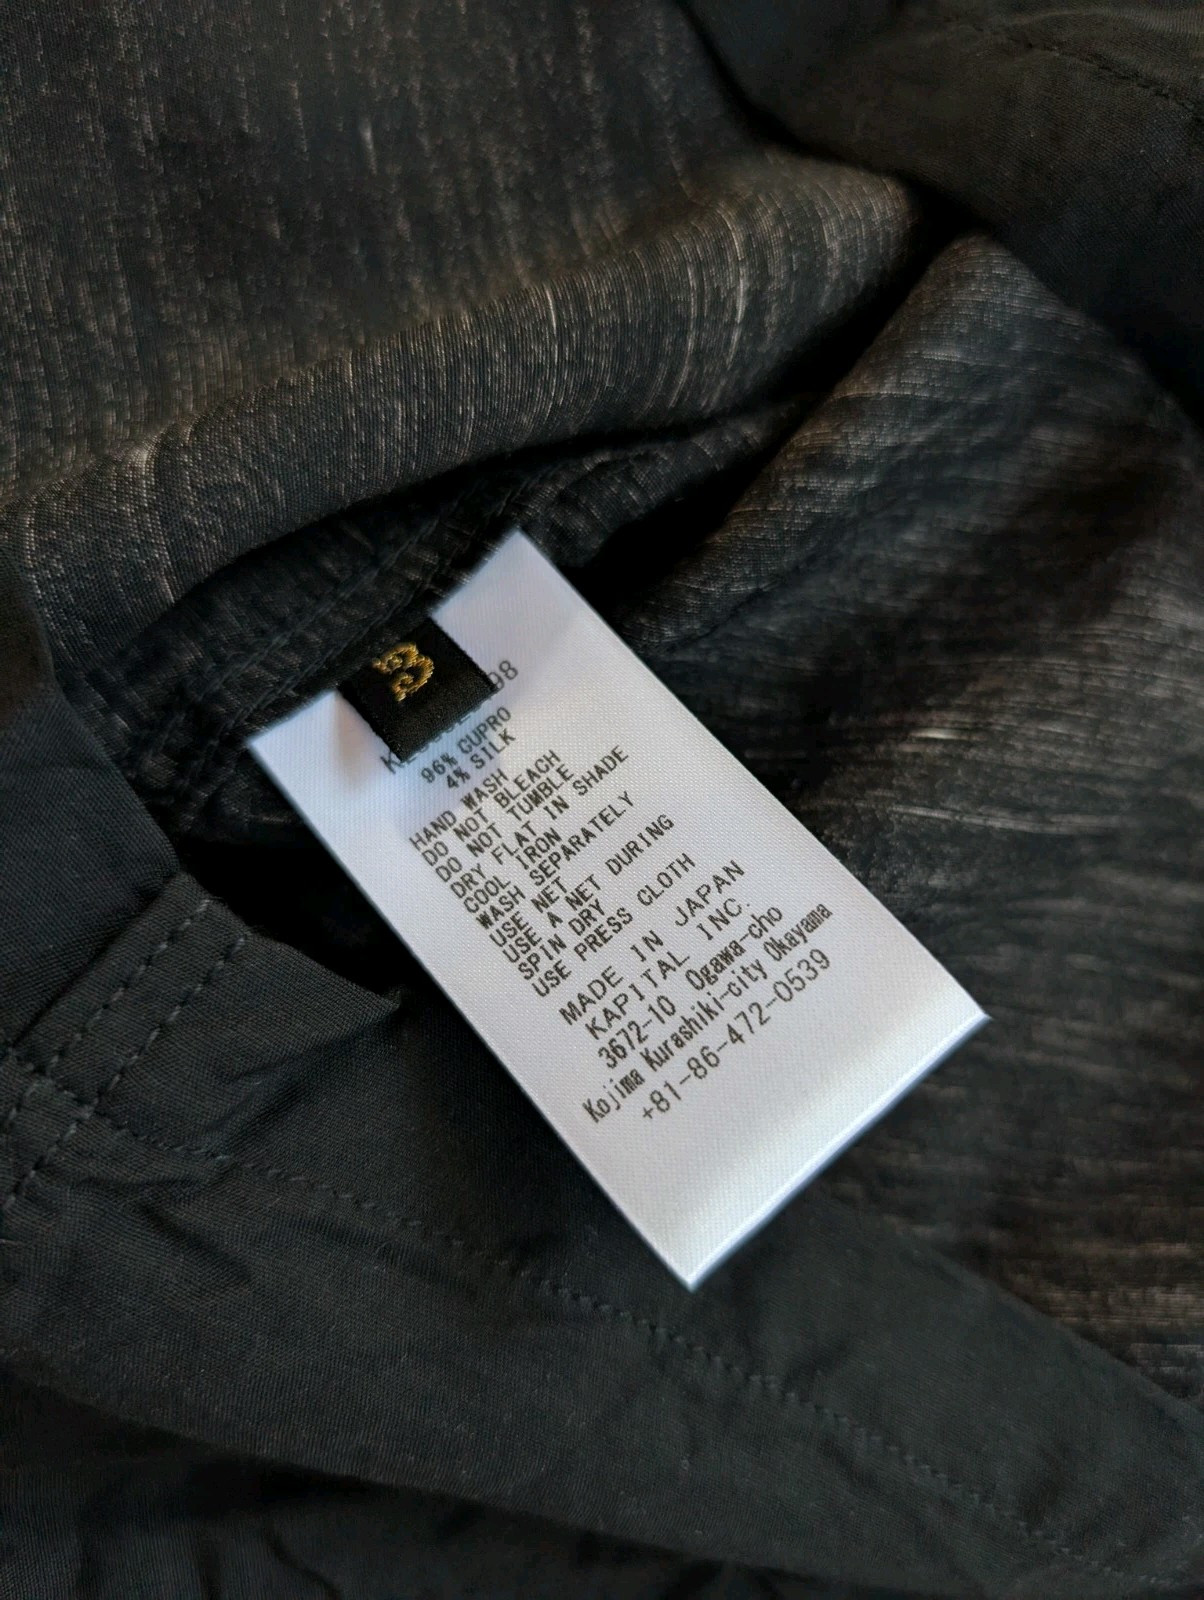 3
98
96% CUPRO
4% SILK
HAND WASH
DO NOT BLEACH
DO NOT TUMBLE
DRY FLAT IN SHADE
COOL IRON
WASH SEPARATELY
USE NET
USE A NET DURING
SPIN DRY
USE PRESS CLOTH
MADE IN JAPAN
KAPITAL INC.
3672-10 Ogawa-cho
Kojima Kurashiki-city Okayama
+81-86-472-0539